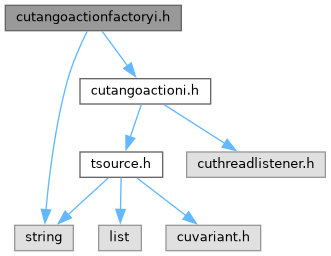 cutangoactionfactoryi.h
cutangoactioni.h
tsource.h
cuthreadlistener.h
string
list
cuvariant.h